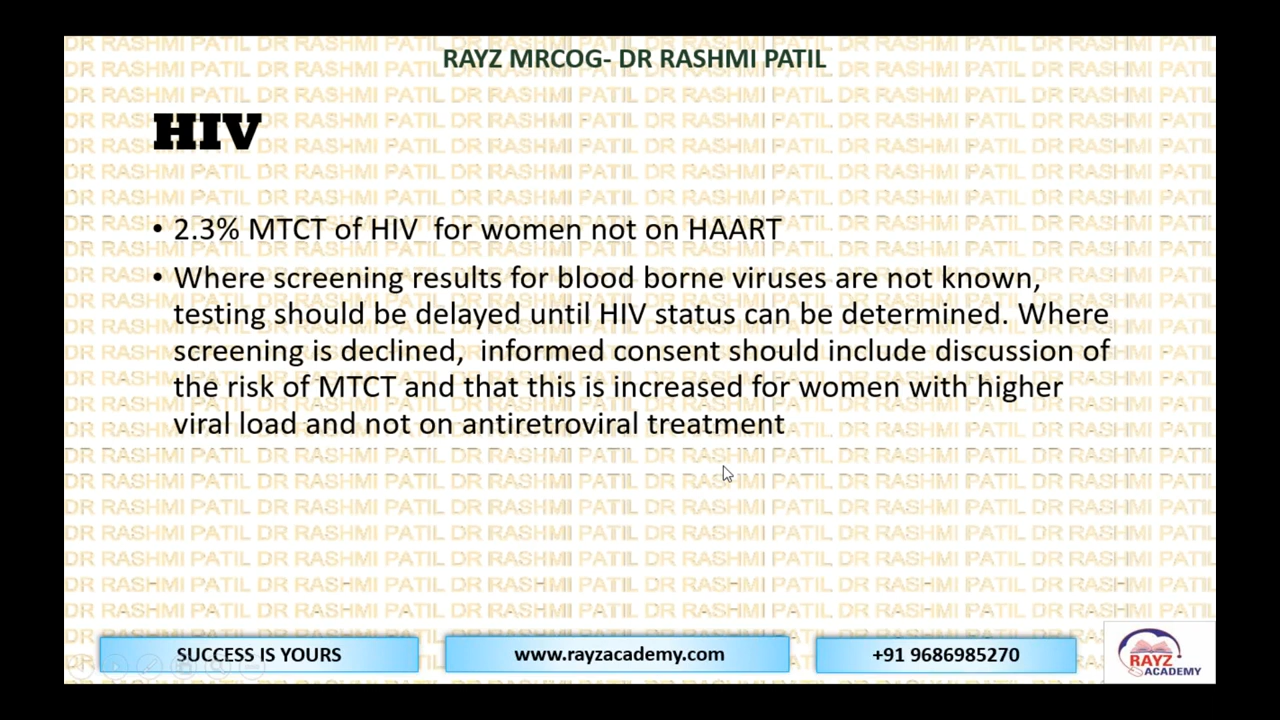 RAYZ MRCOG- DR RASHMI PATIL
HIV
• 2.3% MTCT of HIV for women not on HAART
• Where screening results for blood borne viruses are not known,
testing should be delayed until HIV status can be determined. Where
screening is declined, informed consent should include discussion of
the risk of MTCT and that this is increased for women with higher
viral load and not on antiretroviral treatment
DR RASHMI PATIL
SUCCESS IS YOURS
www.rayzacademy.com
+91 9686985270
RAYZ
ACADEMY